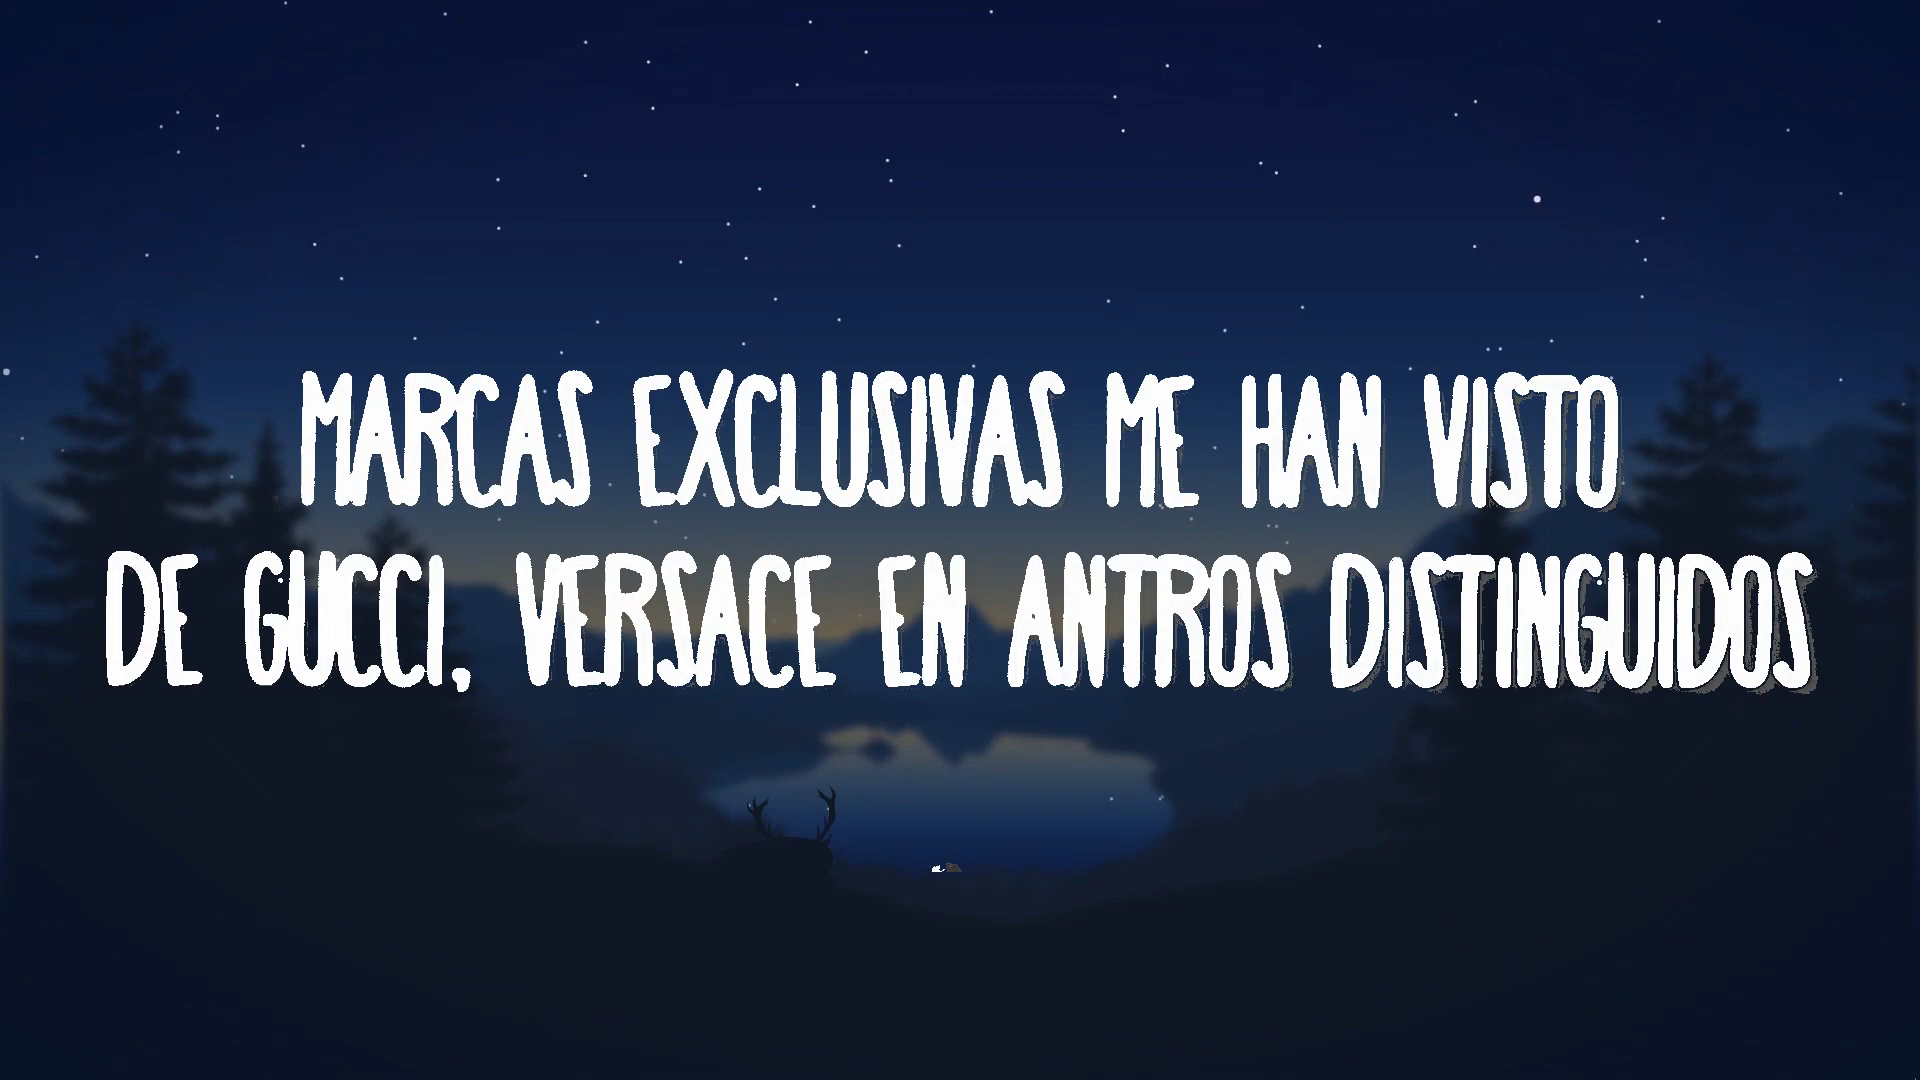 MARCAS EXCLUSIVAS ME HAN VISTO
DE GUCCI, VERSACE EN ANTROS DISTINGUIDOS